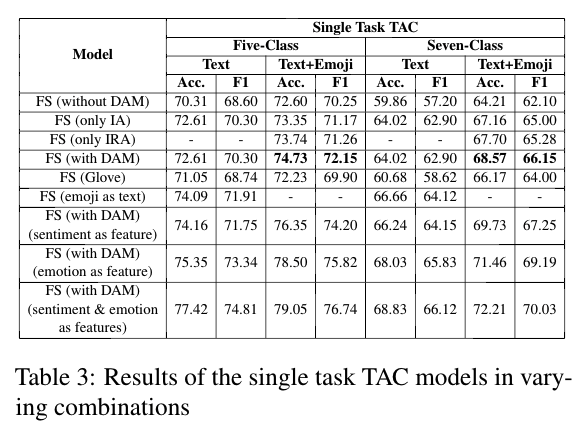 Model Single Task TAC
Five-Class Seven-Class
Text Text+Emoji Text Text+Emoji
Acc. F1 Acc. F1 Acc. F1 Acc. F1
FS (without DAM) 70.31 68.60 72.60 70.25 59.86 57.20 64.21 62.10
FS (only IA) 72.61 70.30 73.35 71.17 64.02 62.90 67.16 65.00
FS (only IRA) - - 73.74 71.26 - - 67.70 65.28
FS (with DAM) 72.61 70.30 74.73 72.15 64.02 62.90 68.57 66.15
FS (Glove) 71.05 68.74 72.23 69.90 60.68 58.62 66.17 64.00
FS (emoji as text) 74.09 71.91 - - 66.66 64.12 - -
FS (with DAM)
(sentiment as feature) 74.16 71.75 76.35 74.20 66.24 64.15 69.73 67.25
FS (with DAM)
(emotion as feature) 75.35 73.34 78.50 75.82 68.03 65.83 71.46 69.19
FS (with DAM)
(sentiment & emotion 77.42 74.81 79.05 76.74 68.83 66.12 72.21 70.03
as features)
Table 3: Results of the single task TAC models in vary-
ing combinations